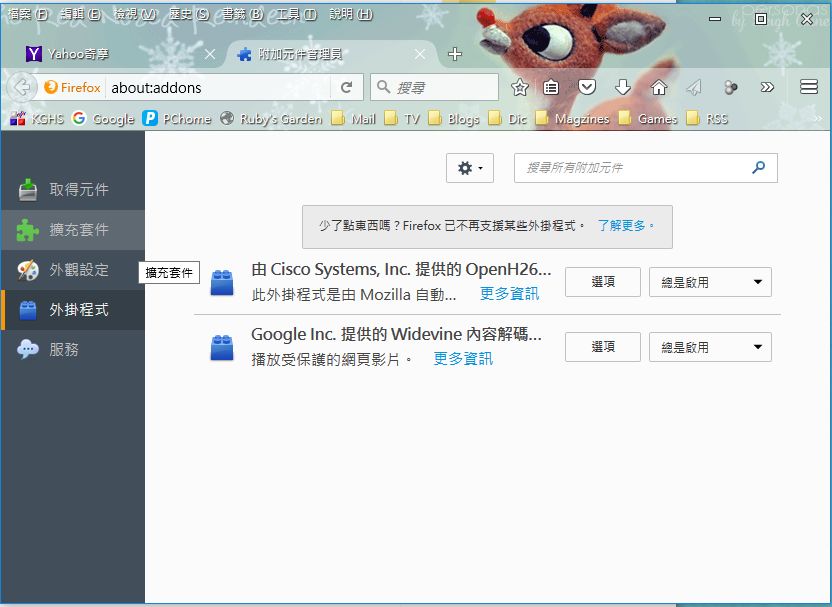 檔案 (F) 編輯 (E) 檢視 (V) 歷史 (S) 書籤 (B) 工具 (T) 說明 (H)
personas
Yahoo奇摩
附加元件管理員
Firefox about:addons
搜尋
KGHS Google PChome Ruby's Garden Mail TV Blogs Dic Magzines Games RSS
取得元件
擴充套件
外觀設定
外掛程式
服務
擴充套件
搜尋所有附加元件
少了點東西嗎？Firefox 已不再支援某些外掛程式。 了解更多。
由 Cisco Systems, Inc. 提供的 OpenH26...
此外掛程式是由 Mozilla 自動... 更多資訊
選項 總是啟用
Google Inc. 提供的 Widevine 內容解碼...
播放受保護的網頁影片。 更多資訊
選項 總是啟用